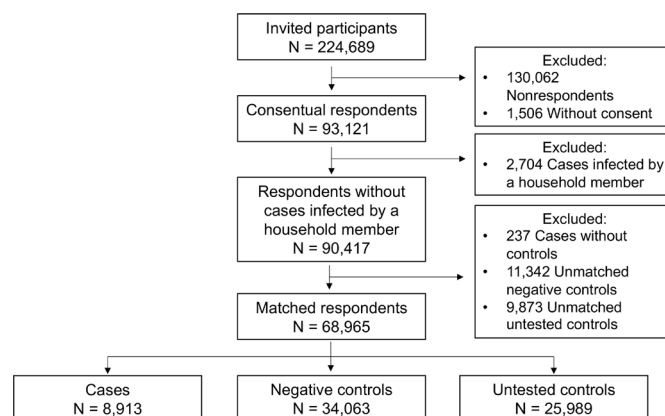 Invited participants
N = 224,689
Excluded:
• 130,062
Nonrespondents
• 1,506 Without consent
Consentual respondents
N = 93,121
Excluded:
• 2,704 Cases infected by
a household member
Respondents without
cases infected by a
household member
N = 90,417
Excluded:
• 237 Cases without
controls
• 11,342 Unmatched
negative controls
• 9,873 Unmatched
untested controls
Matched respondents
N = 68,965
Cases
N = 8,913
Negative controls
N = 34,063
Untested controls
N = 25,989